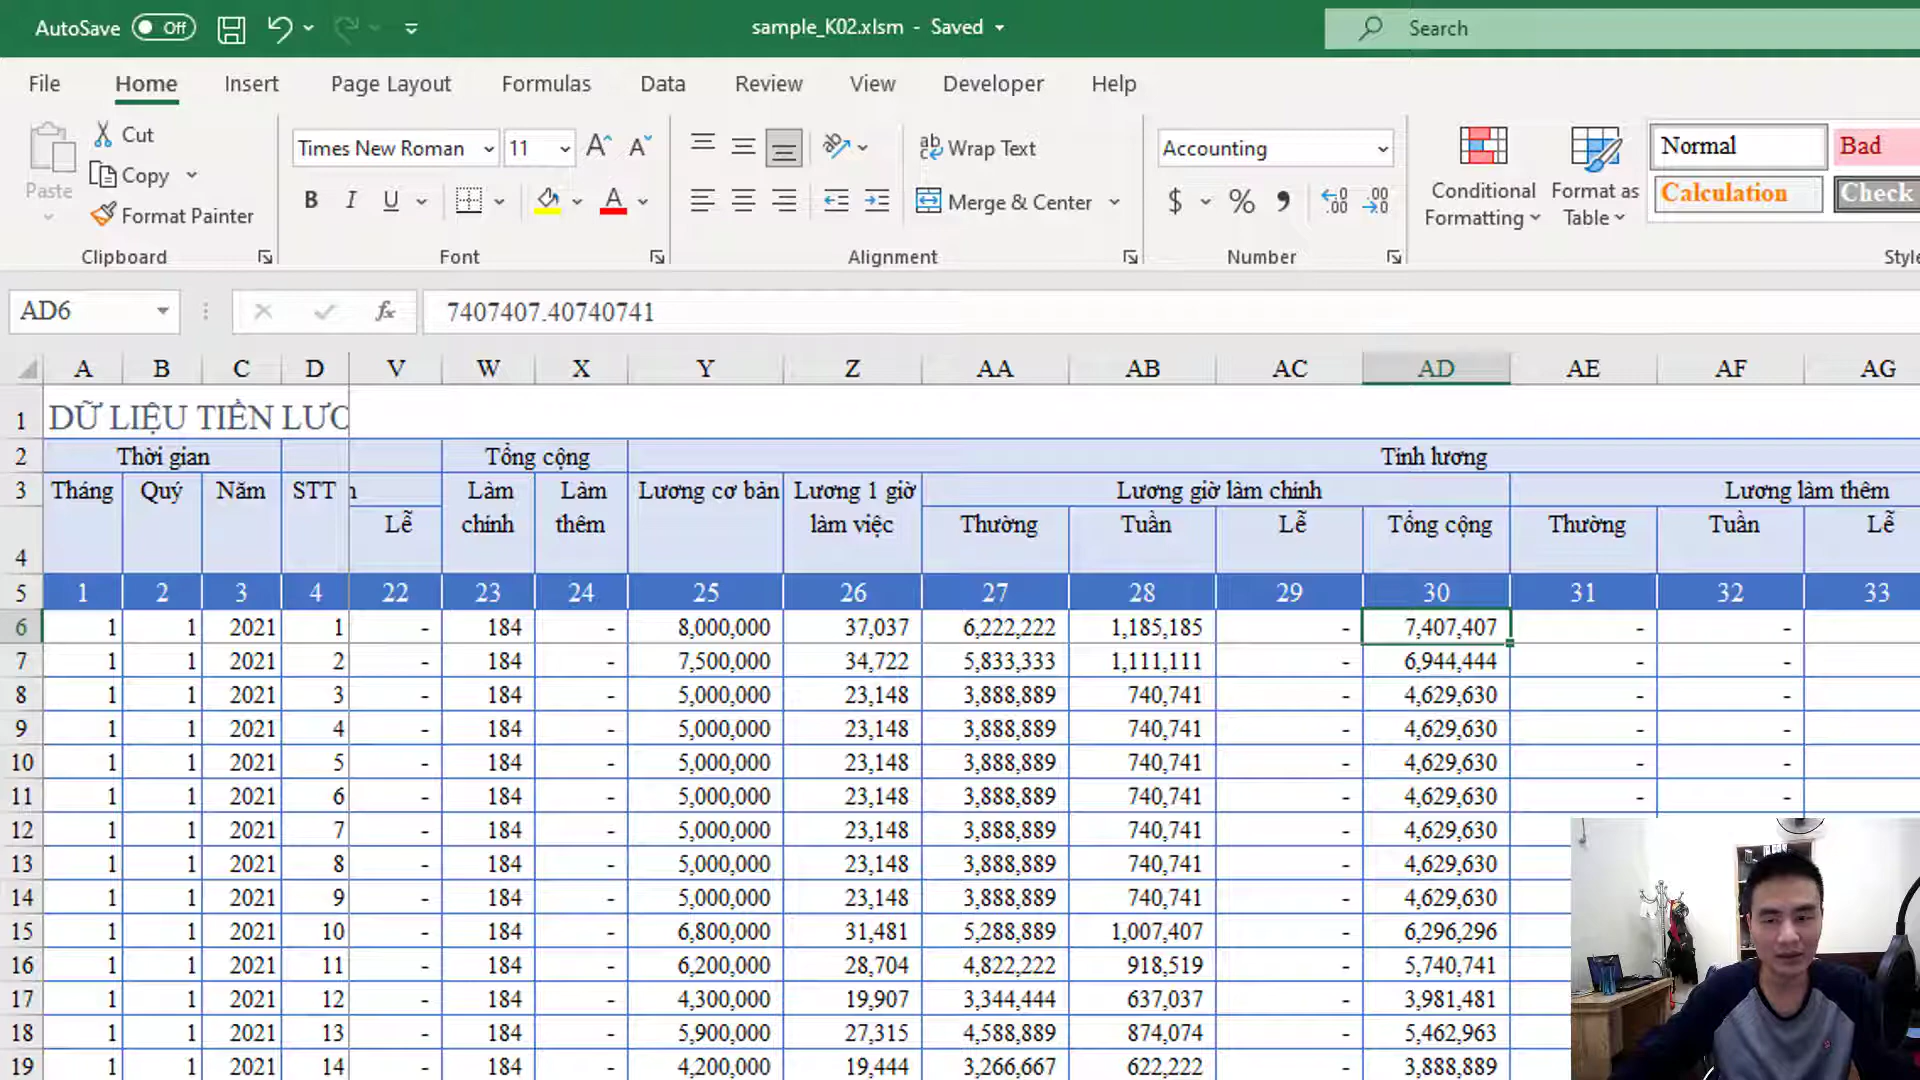 AutoSave Off sample_K02.xlsm - Saved Search
File Home Insert Page Layout Formulas Data Review View Developer Help
Paste Cut Copy Format Painter
Times New Roman 11
B I U
Wrap Text
Merge & Center
Accounting
$ % 9
Conditional Formatting
Format as Table
Normal Bad
Calculation Check
Clipboard Font Alignment Number Style
AD6 fx 7407407.40740741
A B C D V W X Y Z AA AB AC AD AE AF AG
1 DỮ LIỆU TIỀN LƯƠ
2 Thời gian Tổng cộng Tính lương
3 Tháng Quý Năm STT Làm Làm Lương cơ bản Lương 1 giờ Lương giờ làm chính Lương làm thêm
4 Lễ chính thêm làm việc Thường Tuần Lễ Tổng cộng Thường Tuần Lễ
5 1 2 3 4 22 23 24 25 26 27 28 29 30 31 32 33
6 1 1 2021 1 - 184 - 8,000,000 37,037 6,222,222 1,185,185 - 7,407,407 - -
7 1 1 2021 2 - 184 - 7,500,000 34,722 5,833,333 1,111,111 - 6,944,444 - -
8 1 1 2021 3 - 184 - 5,000,000 23,148 3,888,889 740,741 - 4,629,630 - -
9 1 1 2021 4 - 184 - 5,000,000 23,148 3,888,889 740,741 - 4,629,630 - -
10 1 1 2021 5 - 184 - 5,000,000 23,148 3,888,889 740,741 - 4,629,630 - -
11 1 1 2021 6 - 184 - 5,000,000 23,148 3,888,889 740,741 - 4,629,630 - -
12 1 1 2021 7 - 184 - 5,000,000 23,148 3,888,889 740,741 - 4,629,630
13 1 1 2021 8 - 184 - 5,000,000 23,148 3,888,889 740,741 - 4,629,630
14 1 1 2021 9 - 184 - 5,000,000 23,148 3,888,889 740,741 - 4,629,630
15 1 1 2021 10 - 184 - 6,800,000 31,481 5,288,889 1,007,407 - 6,296,296
16 1 1 2021 11 - 184 - 6,200,000 28,704 4,822,222 918,519 - 5,740,741
17 1 1 2021 12 - 184 - 4,300,000 19,907 3,344,444 637,037 - 3,981,481
18 1 1 2021 13 - 184 - 5,900,000 27,315 4,588,889 874,074 - 5,462,963
19 1 1 2021 14 - 184 - 4,200,000 19,444 3,266,667 622,222 - 3,888,889